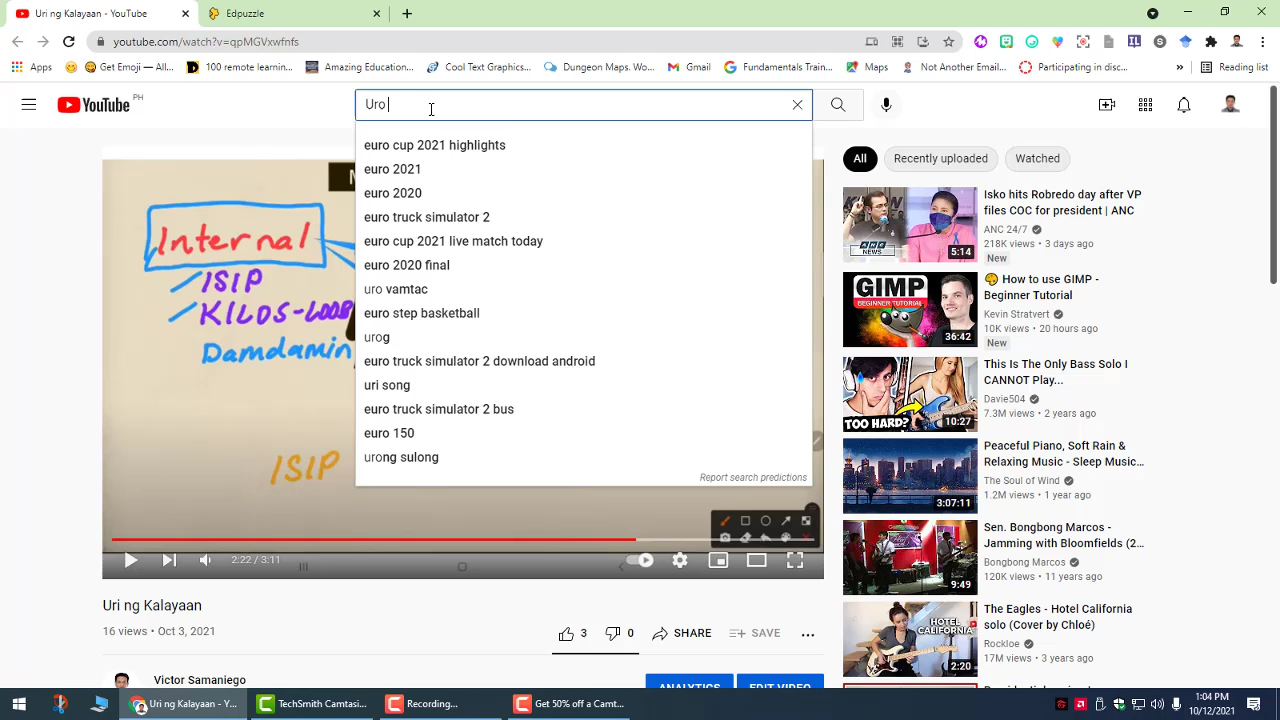 Uri ng Kalayaan - YouTube
Edpuzzle
youtube.com/watch?v=qpMGVxwfnfs
Apps
Get Emoji — All...
100 remote learnin...
Amazing Education...
Cool Text Graphics...
Dungeon Maps. Wo...
Gmail
Fundamentals Train...
Maps
Amazon Quiz: Wou...
Participating in disc...
»
Reading list
YouTube PH
Uro
euro cup 2021 highlights
euro 2021
euro 2020
euro truck simulator 2
euro cup 2021 live match today
euro 2020 final
uro vamtac
euro step basketball
urog
euro truck simulator 2 download android
uri song
euro truck simulator 2 bus
euro 150
urong sulong
Report search predictions
Internal
ISIP
KILOS-LOOB
Damdamin
ISIP
2:22 / 3:11
Uri ng Kalayaan
16 views • Oct 3, 2021
3
0
SHARE
SAVE
Victor Samaniego
ANALYTICS
EDIT VIDEO
All
Recently uploaded
Watched
ANC NEWS
5:14
Isko hits Robredo day after VP
files COC for president | ANC
ANC 24/7
218K views • 3 days ago
New
GIMP
BEGINNER TUTORIAL
36:42
How to use GIMP -
Beginner Tutorial
Kevin Stratvert
10K views • 20 hours ago
New
TOO HARD?
10:27
This Is The Only Bass Solo I
CANNOT Play...
Davie504
7.3M views • 2 years ago
3:07:11
Peaceful Piano, Soft Rain &
Relaxing Music - Sleep Music...
The Soul of Wind
1.2M views • 1 year ago
9:49
Sen. Bongbong Marcos -
Jamming with Bloomfields (2...
Bongbong Marcos
120K views • 11 years ago
HOTEL
CALIFORNIA
2:20
The Eagles - Hotel California
solo (Cover by Chloé)
Rockloe
17M views • 3 years ago
Uri ng Kalayaan - Y...
TechSmith Camtasi...
Recording...
Get 50% off a Camt...
1:04 PM
10/12/2021